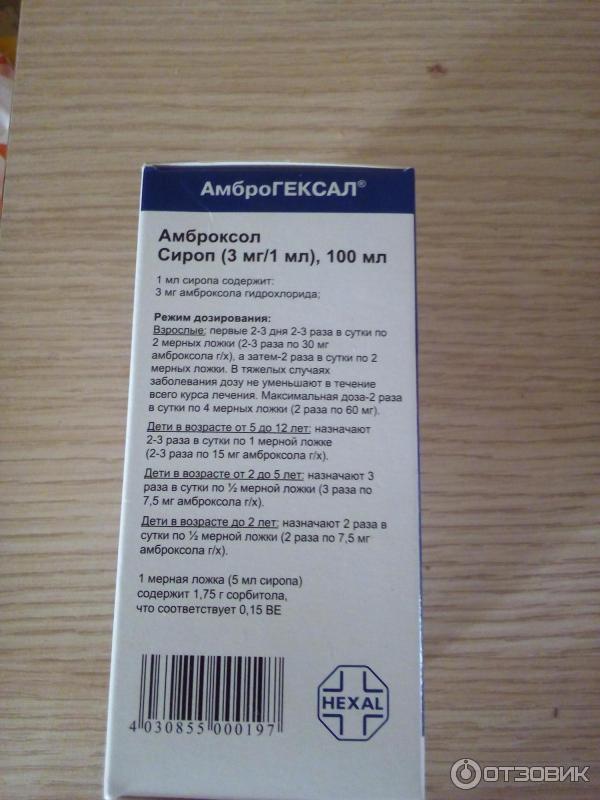 АмброГЕКСАЛ®
Амброксол
Сироп (3 мг/1 мл), 100 мл
1 мл сиропа содержит:
3 мг амброксола гидрохлорида;
Режим дозирования:
Взрослые: первые 2-3 дня 2-3 раза в сутки по
2 мерных ложки (2-3 раза по 30 мг
амброксола г/х), а затем-2 раза в сутки по 2
мерных ложки. В тяжелых случаях
заболевания дозу не уменьшают в течение
всего курса лечения. Максимальная доза-2 раза
в сутки по 4 мерных ложки (2 раза по 60 мг).
Дети в возрасте от 5 до 12 лет: назначают
2-3 раза в сутки по 1 мерной ложке
(2-3 раза по 15 мг амброксола г/х).
Дети в возрасте от 2 до 5 лет: назначают 3
раза в сутки по ½ мерной ложки (3 раза по
7,5 мг амброксола г/х).
Дети в возрасте до 2 лет: назначают 2 раза в
сутки по ½ мерной ложки (2 раза по 7,5 мг
амброксола г/х).
1 мерная ложка (5 мл сиропа)
содержит 1,75 г сорбитола,
что соответствует 0,15 ВЕ
4 030855 000197
HEXAL
ОТЗОВИК